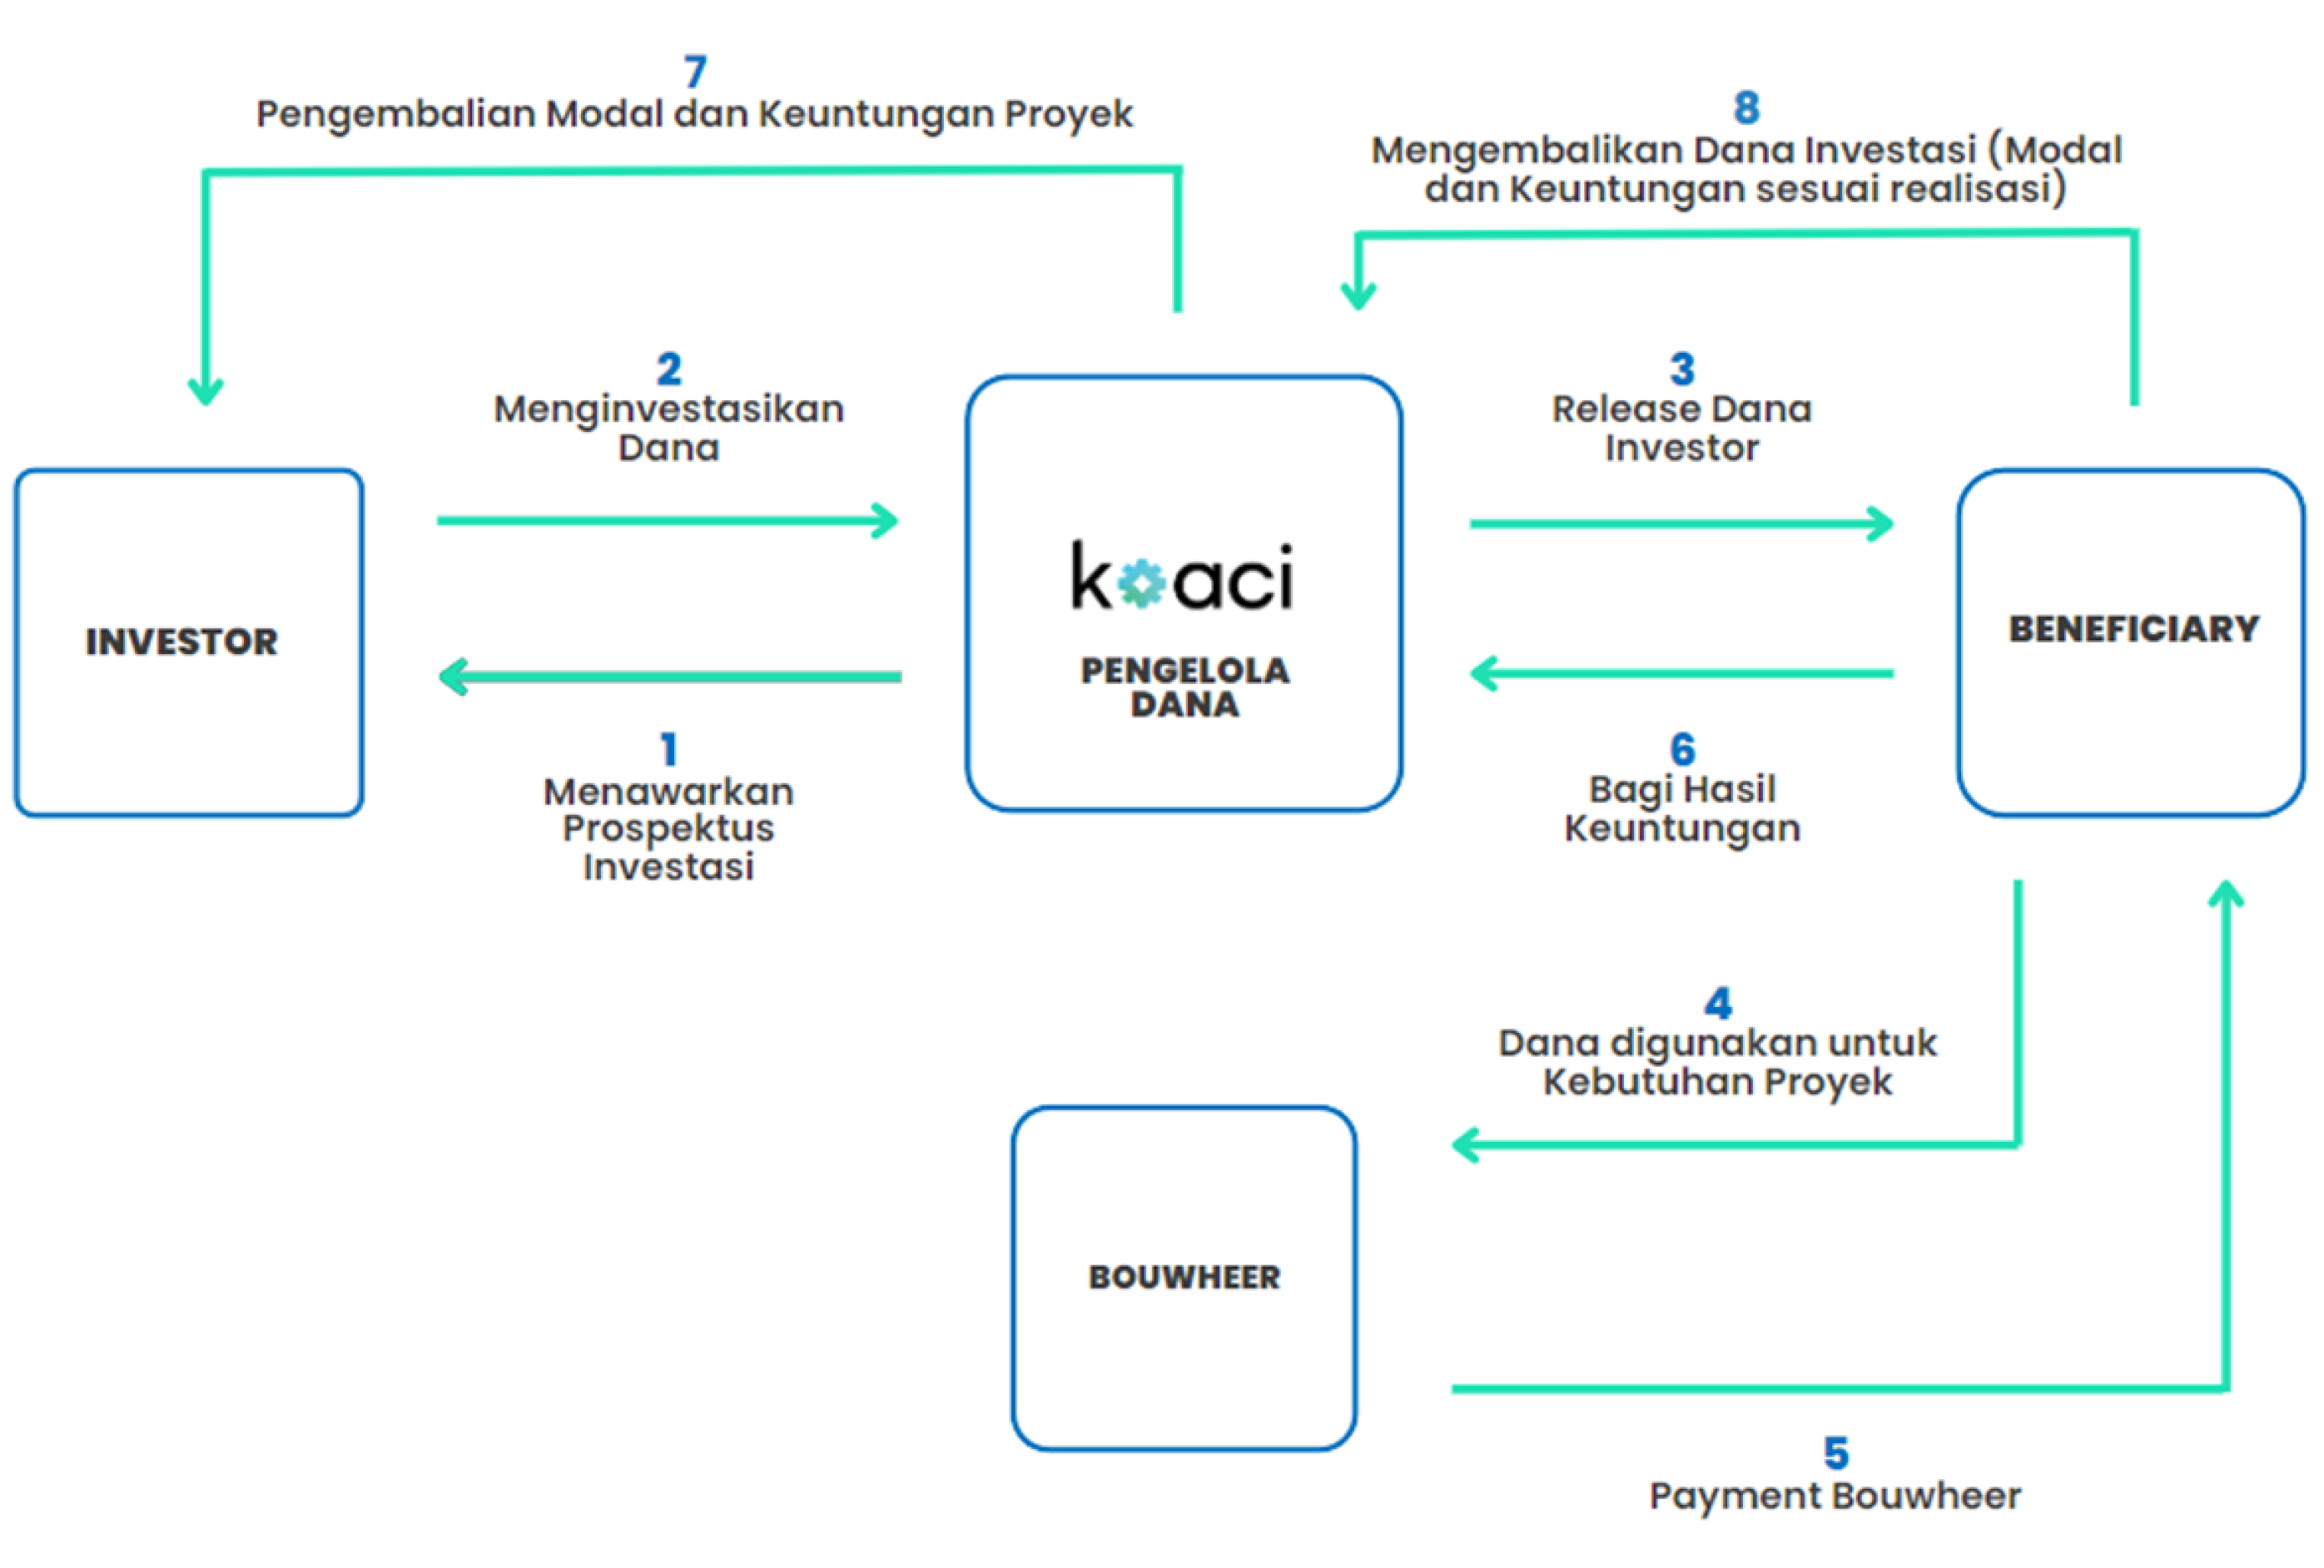 7
Pengembalian Modal dan Keuntungan Proyek
8
Mengembalikan Dana Investasi (Modal
dan Keuntungan sesuai realisasi)
2
Menginvestasikan
Dana
3
Release Dana
Investor
INVESTOR
koaci
PENGELOLA
DANA
BENEFICIARY
1
Menawarkan
Prospektus
Investasi
6
Bagi Hasil
Keuntungan
4
Dana digunakan untuk
Kebutuhan Proyek
BOUWHEER
5
Payment Bouwheer